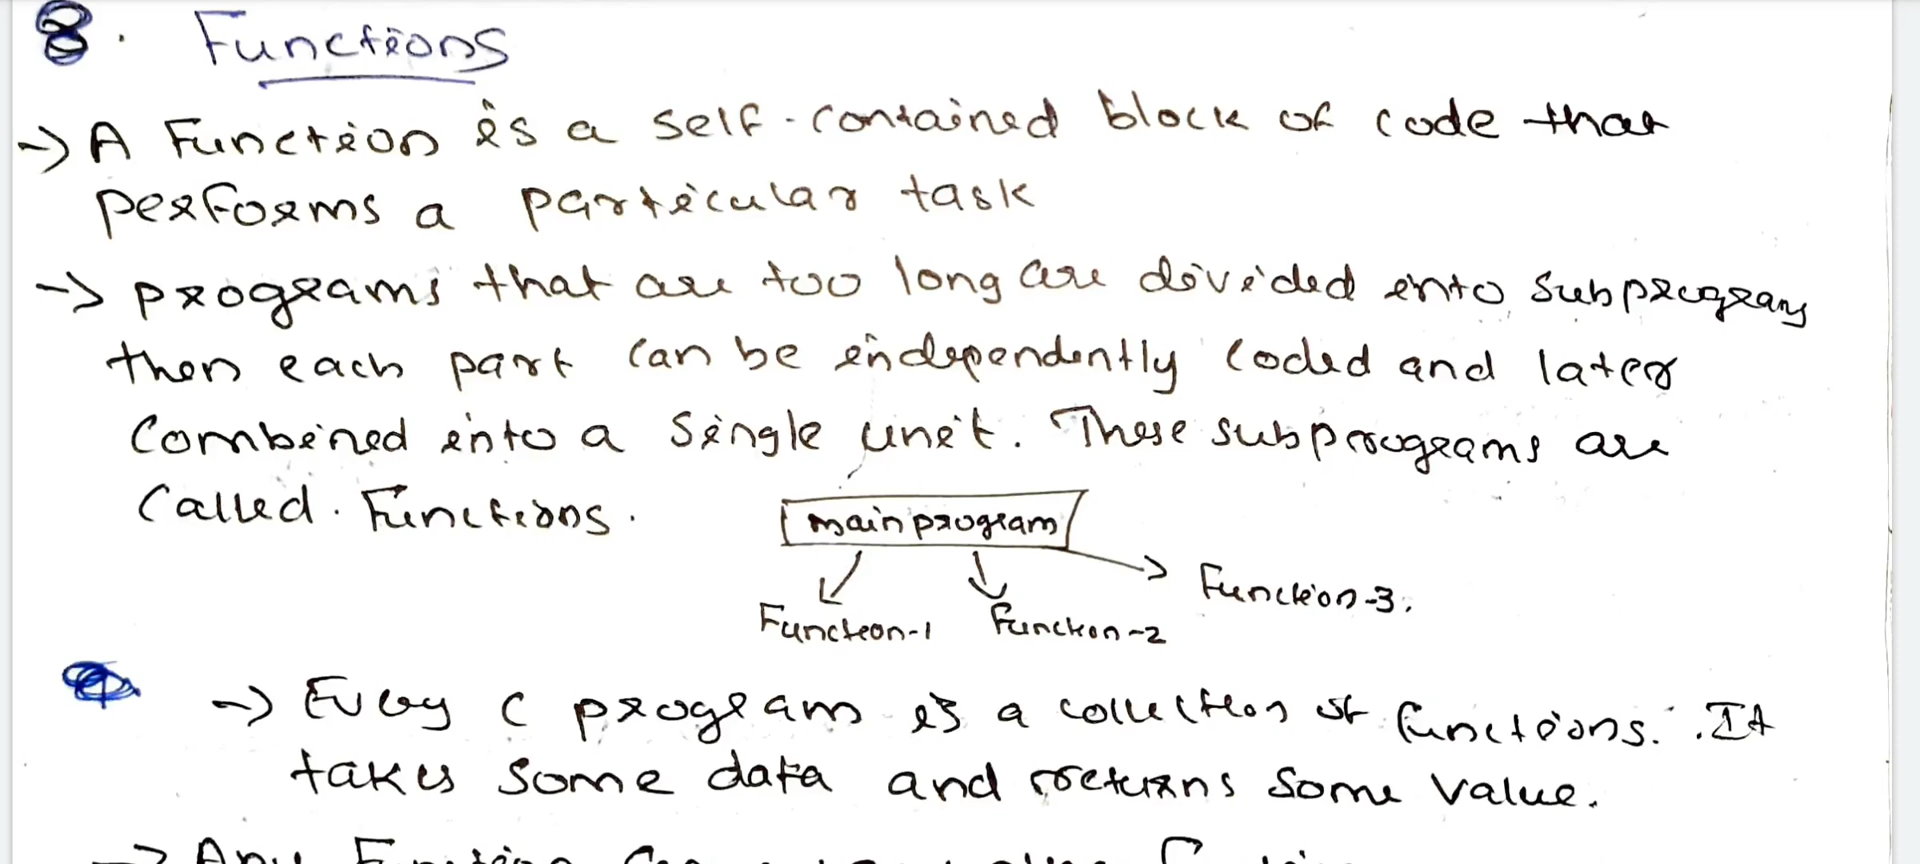 8. Functions
→ A Function is a self-contained block of code that
performs a particular task
→ programs that are too long are divided into subprograms
then each part can be independently coded and later
Combined into a single unit. These subprograms are
Called. Functions.
main program
Function-3.
Function-1 Function-2
→ Every C program is a collection of functions. It
takes some data and returns some value.
→ Any Function can